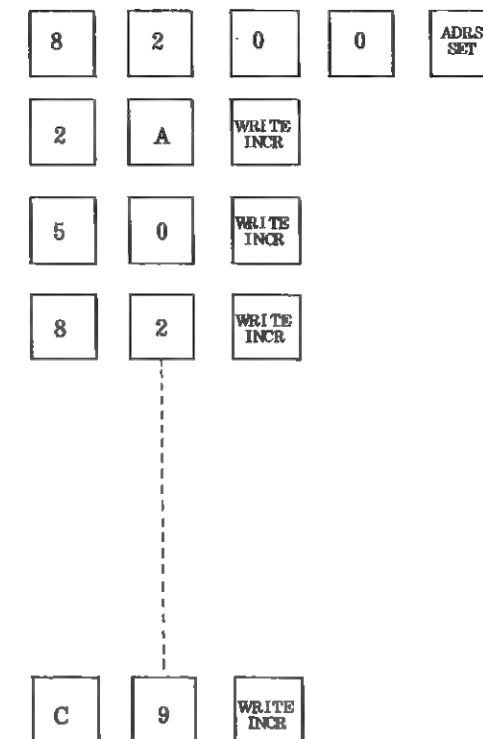 8 2 0 0 ADRS SET
2 A WRITE INCR
5 0 WRITE INCR
8 2 WRITE INCR
C 9 WRITE INCR